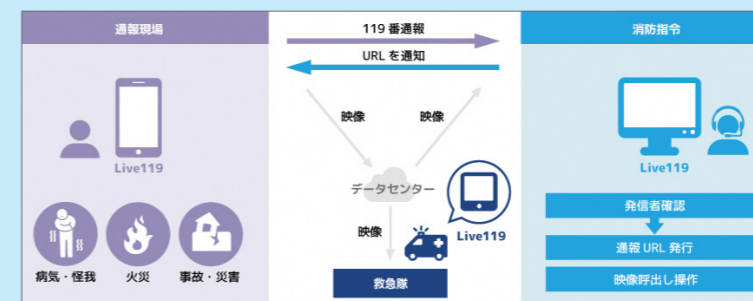 通報現場
119 番通報
消防指令
URL を通知
映像
映像
Live119
Live119
データセンター
発信者確認
映像
Live119
通報 URL 発行
病気・怪我
火災
事故・災害
救急隊
映像呼出し操作